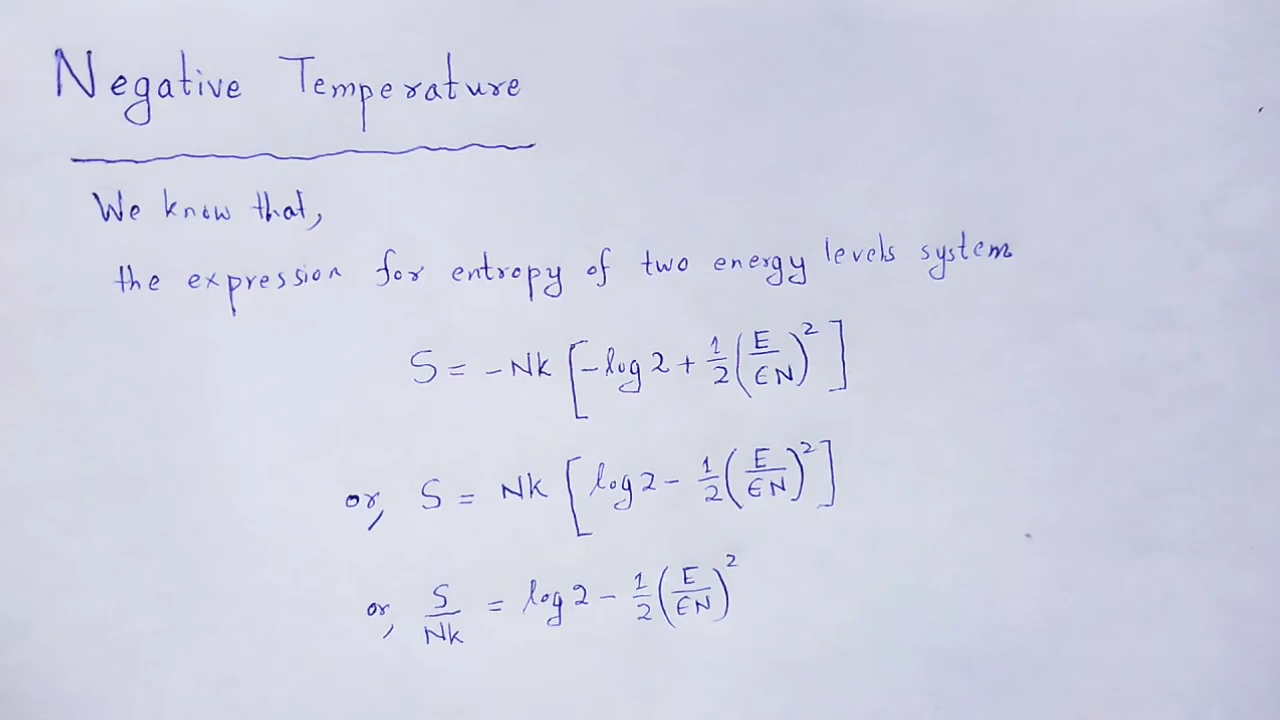 Negative Temperature
We know that,
the expression for entropy of two energy levels system
S = -Nk [-log 2 + 1/2 (E/ϵN)²]
or, S = Nk [log 2 - 1/2 (E/ϵN)²]
or, S/Nk = log 2 - 1/2 (E/ϵN)²